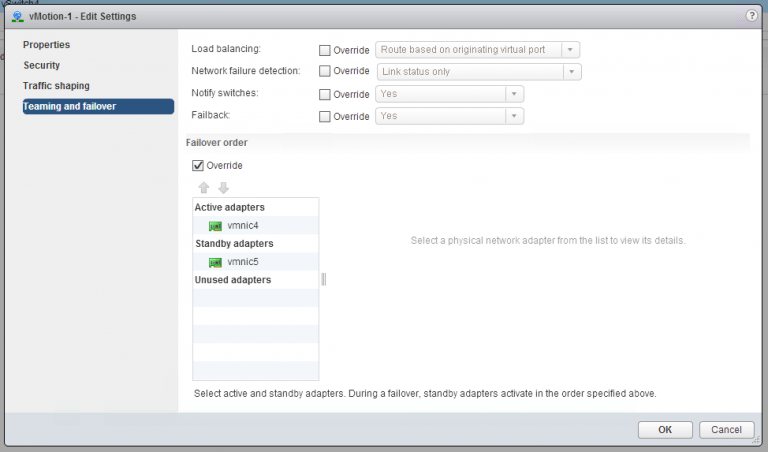 vSwitch4
vMotion-1 - Edit Settings
?
Properties
Security
Traffic shaping
Teaming and failover
Load balancing: Override Route based on originating virtual port
Network failure detection: Override Link status only
Notify switches: Override Yes
Failback: Override Yes
Failover order
Override
Active adapters
vmnic4
Standby adapters
vmnic5
Unused adapters
Select a physical network adapter from the list to view its details.
Select active and standby adapters. During a failover, standby adapters activate in the order specified above.
OK Cancel